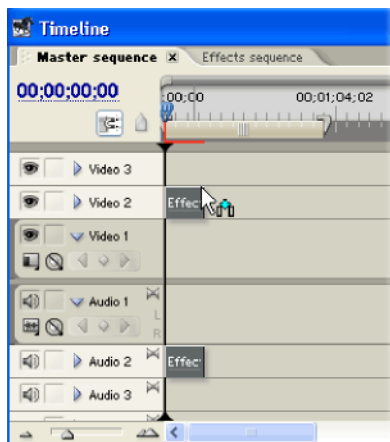 Timeline
Master sequence x Effects sequence
00;00;00;00
;00;00 00;01;04;02
Video 3
Video 2 Effec
Video 1
Audio 1
L
R
Audio 2 Effec
Audio 3